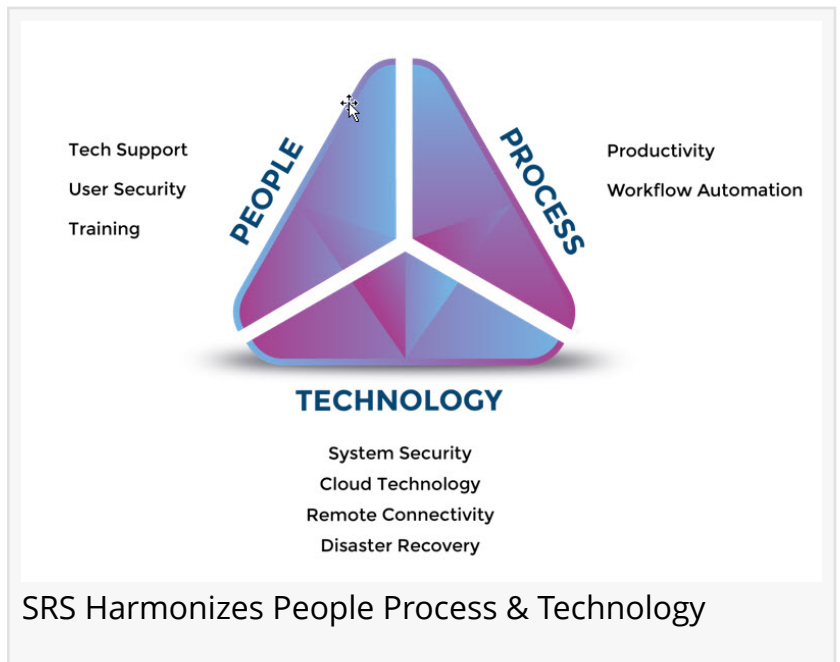 Tech Support
User Security
Training
PEOPLE
PROCESS
Productivity
Workflow Automation
TECHNOLOGY
System Security
Cloud Technology
Remote Connectivity
Disaster Recovery
SRS Harmonizes People Process & Technology